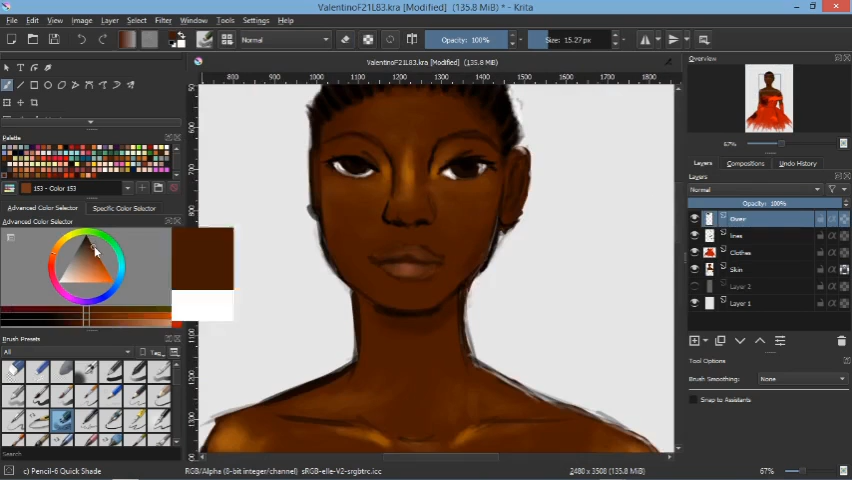 ValentinoF21L83.kra [Modified] (135.8 MiB) * - Krita
File Edit View Image Layer Select Filter Window Tools Settings Help
Normal
Opacity: 100%
Size: 15.27px
ValentinoF21L83.kra [Modified] (135.8 MiB)
800 900 1000 1100 1200 1300 1400 1500 1600 1700 1800
Palette
153 - Color 153
Advanced Color Selector Specific Color Selector
Advanced Color Selector
Brush Presets
All
Tag
Search
c) Pencil-6 Quick Shade
RGB/Alpha (8-bit integer/channel) sRGB-elle-V2-srgbtrc.icc
2480 x 3508 (135.8 MiB)
67%
Overview
67%
Layers Compositions Undo History
Layers
Normal
Opacity: 100%
Over
lines
Clothes
Skin
Layer 2
Layer 1
Tool Options
Brush Smoothing: None
Snap to Assistants